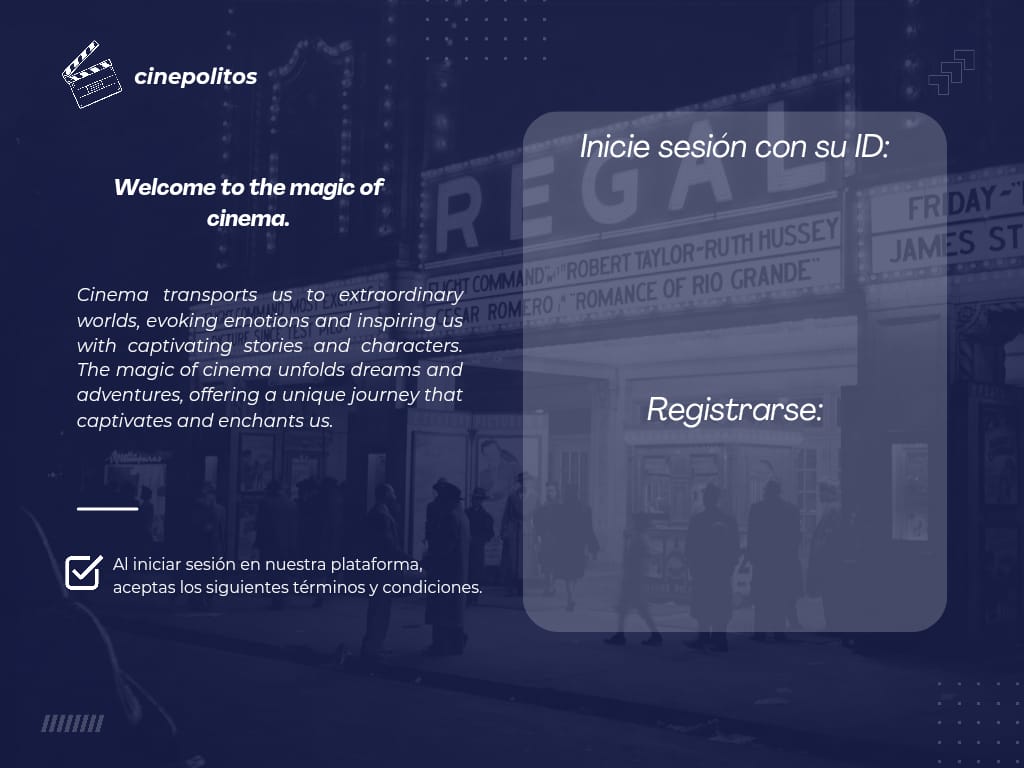 cinepolitos
Welcome to the magic of
cinema.
Cinema transports us to extraordinary
worlds, evoking emotions and inspiring us
with captivating stories and characters.
The magic of cinema unfolds dreams and
adventures, offering a unique journey that
captivates and enchants us.
Al iniciar sesión en nuestra plataforma,
aceptas los siguientes términos y condiciones.
Inicie sesión con su ID:
Registrarse:
REGAL
FLIGHT COMMAND" "ROBERT TAYLOR-RUTH HUSSEY
CESAR ROMERO "ROMANCE OF RIO GRANDE"
FRIDAY-
JAMES ST